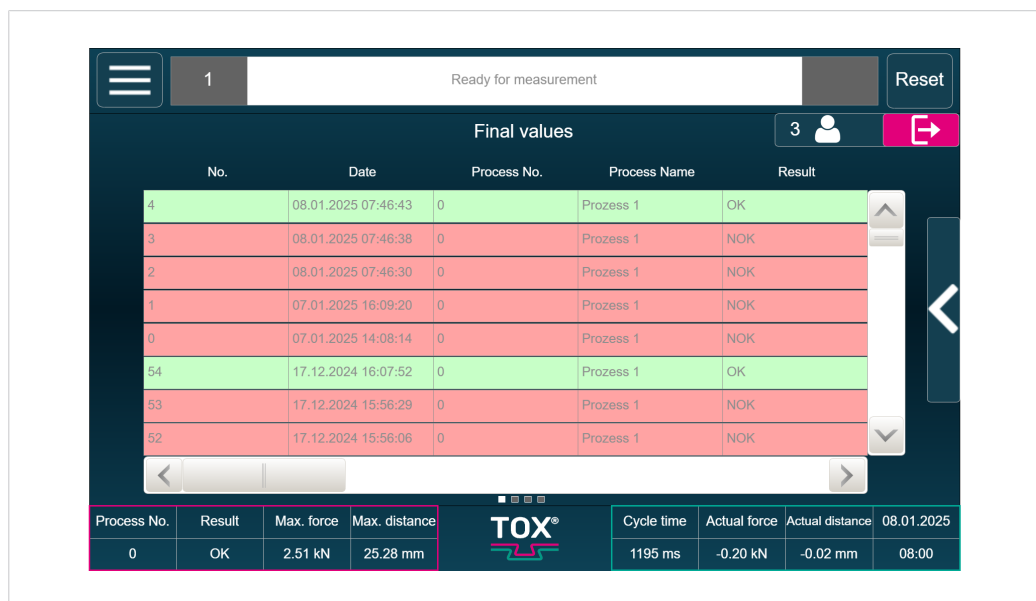 1 Ready for measurement Reset
Final values 3
No. Date Process No. Process Name Result
4 08.01.2025 07:46:43 0 Prozess 1 OK
3 08.01.2025 07:46:38 0 Prozess 1 NOK
2 08.01.2025 07:46:30 0 Prozess 1 NOK
1 07.01.2025 16:09:20 0 Prozess 1 NOK
0 07.01.2025 14:08:14 0 Prozess 1 NOK
54 17.12.2024 16:07:52 0 Prozess 1 OK
53 17.12.2024 15:56:29 0 Prozess 1 NOK
52 17.12.2024 15:56:06 0 Prozess 1 NOK
Process No. Result Max. force Max. distance TOX® Cycle time Actual force Actual distance 08.01.2025
0 OK 2.51 kN 25.28 mm 1195 ms -0.20 kN -0.02 mm 08:00